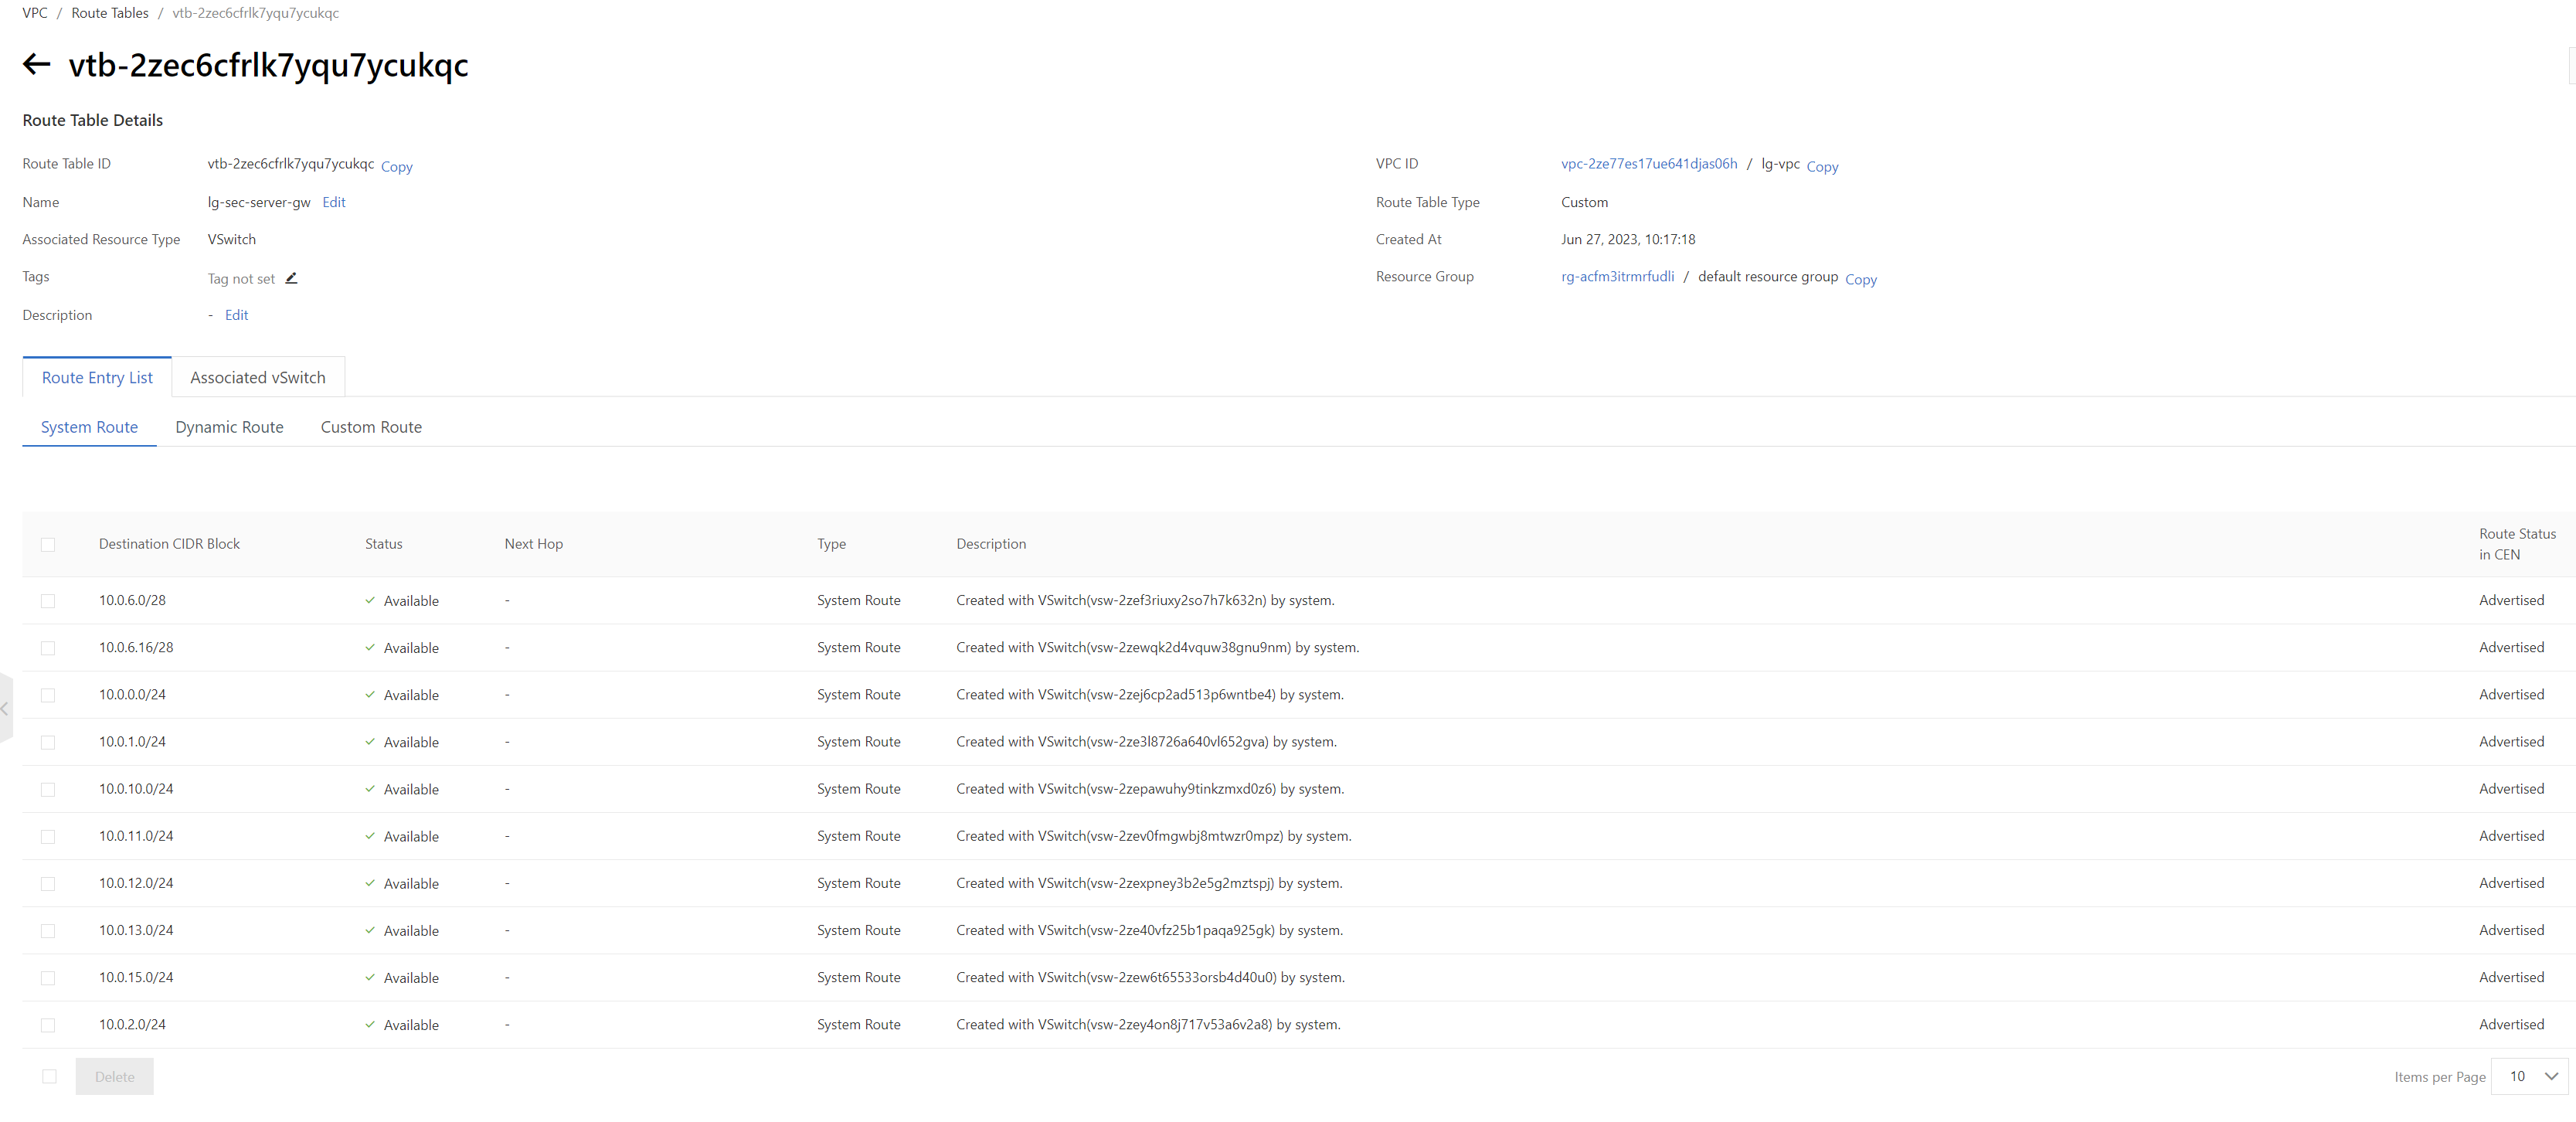 VPC / Route Tables / vtb-2zec6cfrlk7yqu7ycukqc
vtb-2zec6cfrlk7yqu7ycukqc
Route Table Details
Route Table ID vtb-2zec6cfrlk7yqu7ycukqc Copy VPC ID vpc-2ze77es17ue641djas06h / lg-vpc Copy
Name lg-sec-server-gw Edit Route Table Type Custom
Associated Resource Type VSwitch Created At Jun 27, 2023, 10:17:18
Tags Tag not set Resource Group rg-acfm3itrmrfudli / default resource group Copy
Description - Edit
Route Entry List Associated vSwitch
System Route Dynamic Route Custom Route
Destination CIDR Block Status Next Hop Type Description Route Status in CEN
10.0.6.0/28 Available - System Route Created with VSwitch(vsw-2zef3riuxy2so7h7k632n) by system. Advertised
10.0.6.16/28 Available - System Route Created with VSwitch(vsw-2zewqk2d4vquw38gnu9nm) by system. Advertised
10.0.0.0/24 Available - System Route Created with VSwitch(vsw-2zej6cp2ad513p6wntbe4) by system. Advertised
10.0.1.0/24 Available - System Route Created with VSwitch(vsw-2ze3l8726a640vl652gva) by system. Advertised
10.0.10.0/24 Available - System Route Created with VSwitch(vsw-2zepawuhy9tinkzmxd0z6) by system. Advertised
10.0.11.0/24 Available - System Route Created with VSwitch(vsw-2zev0fmgwbj8mtwzr0mpz) by system. Advertised
10.0.12.0/24 Available - System Route Created with VSwitch(vsw-2zexpney3b2e5g2mztspj) by system. Advertised
10.0.13.0/24 Available - System Route Created with VSwitch(vsw-2ze40vfz25b1paqa925gk) by system. Advertised
10.0.15.0/24 Available - System Route Created with VSwitch(vsw-2zew6t65533orsb4d40u0) by system. Advertised
10.0.2.0/24 Available - System Route Created with VSwitch(vsw-2zey4on8j717v53a6v2a8) by system. Advertised
Delete Items per Page 10